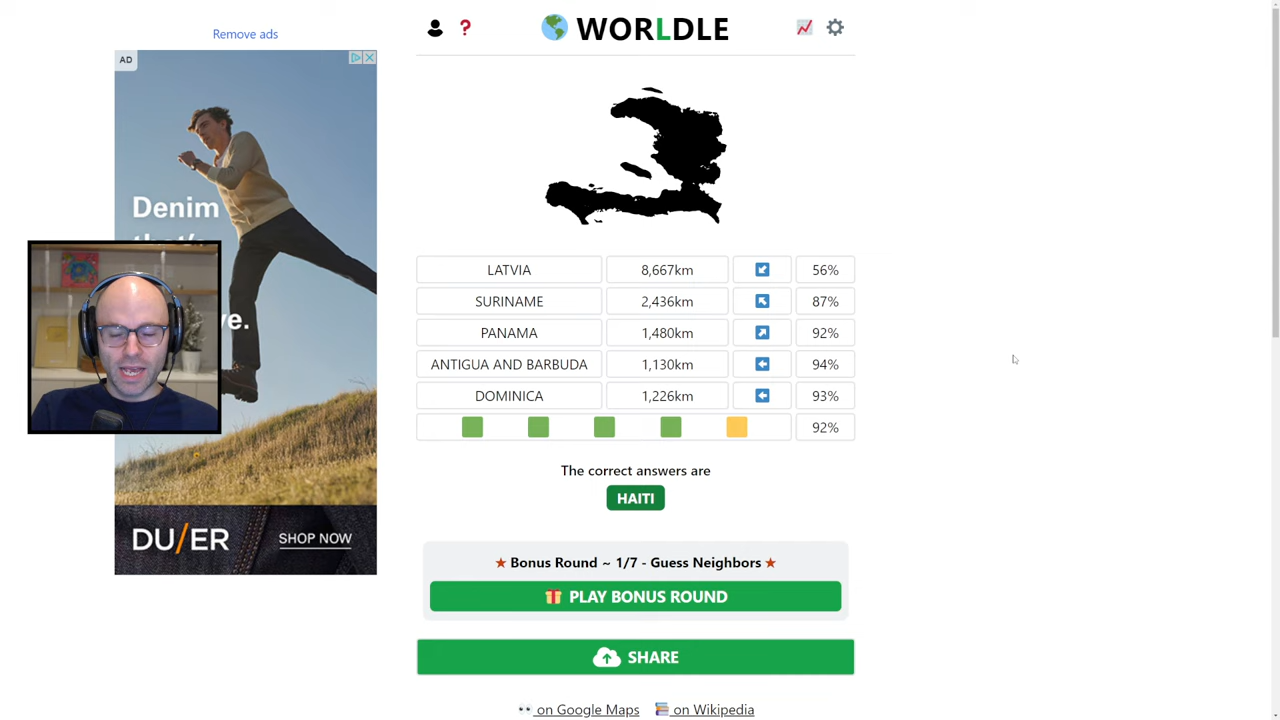 Remove ads
AD
? WORLDLE
Denim
ve.
DU/ER SHOP NOW
LATVIA 8,667km ↙ 56%
SURINAME 2,436km ↖ 87%
PANAMA 1,480km ↗ 92%
ANTIGUA AND BARBUDA 1,130km ← 94%
DOMINICA 1,226km ← 93%
92%
The correct answers are
HAITI
★ Bonus Round ~ 1/7 - Guess Neighbors ★
PLAY BONUS ROUND
SHARE
on Google Maps on Wikipedia